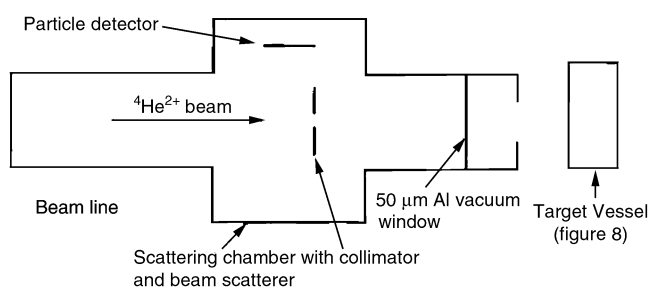 Particle detector
⁴He²⁺ beam
Beam line
50 μm Al vacuum
window
Target Vessel
(figure 8)
Scattering chamber with collimator
and beam scatterer